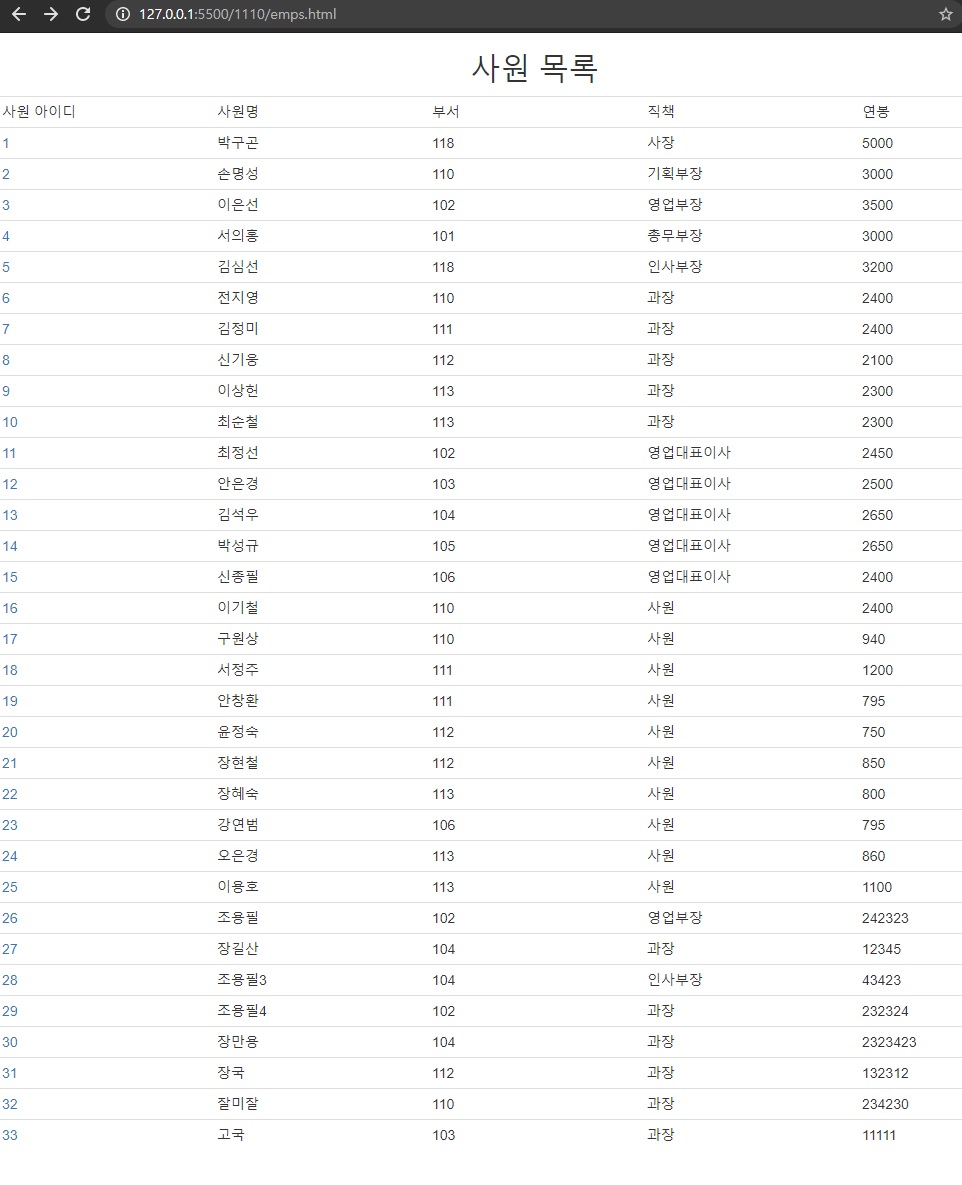 127.0.0.1:5500/1110/emps.html
사원 목록
사원 아이디 사원명 부서 직책 연봉
1 박구곤 118 사장 5000
2 손명성 110 기획부장 3000
3 이은선 102 영업부장 3500
4 서의홍 101 총무부장 3000
5 김심선 118 인사부장 3200
6 전지영 110 과장 2400
7 김정미 111 과장 2400
8 신기웅 112 과장 2100
9 이상헌 113 과장 2300
10 최순철 113 과장 2300
11 최정선 102 영업대표이사 2450
12 안은경 103 영업대표이사 2500
13 김석우 104 영업대표이사 2650
14 박성규 105 영업대표이사 2650
15 신종필 106 영업대표이사 2400
16 이기철 110 사원 2400
17 구원상 110 사원 940
18 서정주 111 사원 1200
19 안창환 111 사원 795
20 윤정숙 112 사원 750
21 장현철 112 사원 850
22 장혜숙 113 사원 800
23 강연범 106 사원 795
24 오은경 113 사원 860
25 이용호 113 사원 1100
26 조용필 102 영업부장 242323
27 장길산 104 과장 12345
28 조용필3 104 인사부장 43423
29 조용필4 102 과장 232324
30 장만용 104 과장 2323423
31 장국 112 과장 132312
32 잘미잘 110 과장 234230
33 고국 103 과장 11111